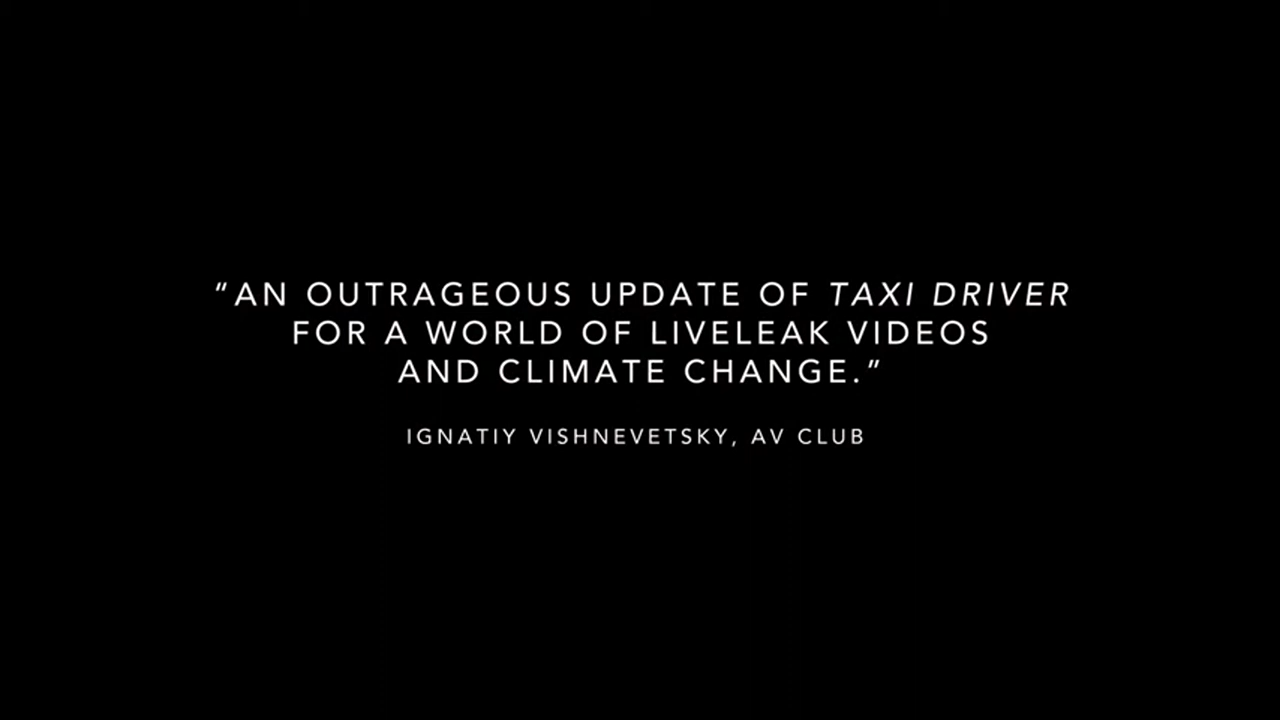 “AN OUTRAGEOUS UPDATE OF TAXI DRIVER
FOR A WORLD OF LIVELEAK VIDEOS
AND CLIMATE CHANGE.”
IGNATIY VISHNEVETSKY, AV CLUB